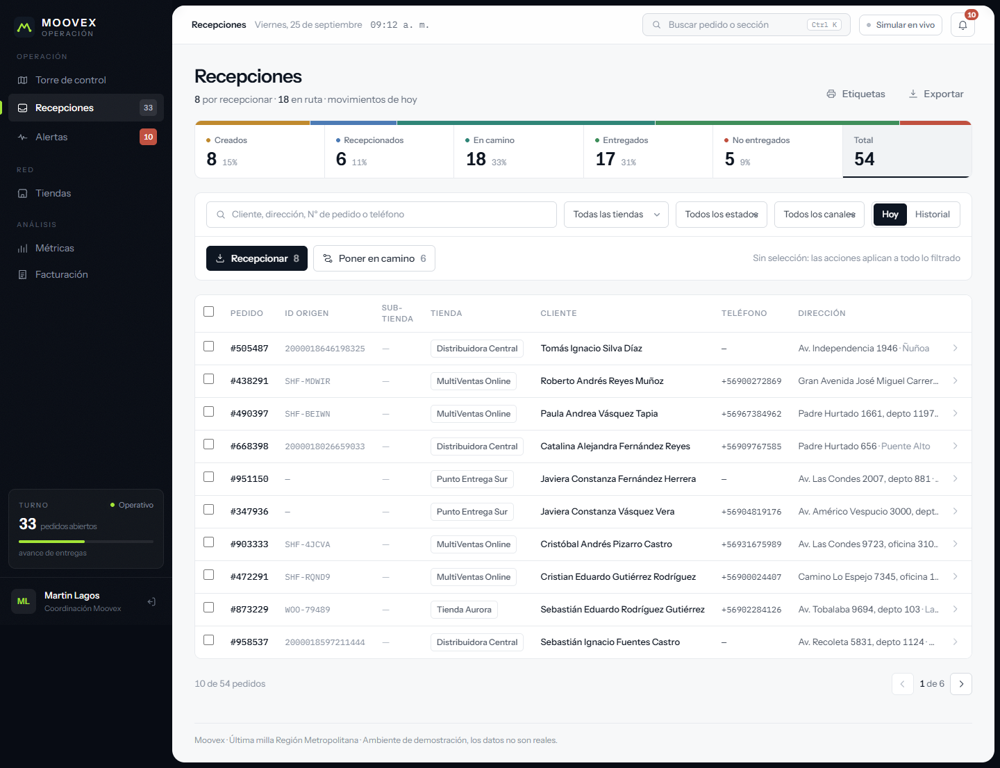 MOOVEX
OPERACIÓN
Recepciones Viernes, 25 de septiembre 09:12 a. m.
Buscar pedido o sección Ctrl K
Simular en vivo
10
OPERACIÓN
Torre de control
Recepciones 33
Alertas 10
RED
Tiendas
ANÁLISIS
Métricas
Facturación
TURNO Operativo
33 pedidos abiertos
avance de entregas
ML Martin Lagos
Coordinación Moovex
Recepciones
8 por recepcionar · 18 en ruta · movimientos de hoy
Etiquetas Exportar
Creados
8 15%
Recepcionados
6 11%
En camino
18 33%
Entregados
17 31%
No entregados
5 9%
Total
54
Cliente, dirección, N° de pedido o teléfono
Todas las tiendas
Todos los estados
Todos los canales
Hoy Historial
Recepcionar 8
Poner en camino 6
Sin selección: las acciones aplican a todo lo filtrado
PEDIDO ID ORIGEN SUB-TIENDA TIENDA CLIENTE TELÉFONO DIRECCIÓN
#505487 2000018646198325 — Distribuidora Central Tomás Ignacio Silva Díaz — Av. Independencia 1946 · Ñuñoa
#438291 SHF-MDWIR — MultiVentas Online Roberto Andrés Reyes Muñoz +56900272869 Gran Avenida José Miguel Carrer...
#490397 SHF-BEIWN — MultiVentas Online Paula Andrea Vásquez Tapia +56967384962 Padre Hurtado 1661, depto 1197...
#668398 2000018026659033 — Distribuidora Central Catalina Alejandra Fernández Reyes +56909767585 Padre Hurtado 656 · Puente Alto
#951150 — — Punto Entrega Sur Javiera Constanza Fernández Herrera — Av. Las Condes 2007, depto 881 · ...
#347936 — — Punto Entrega Sur Javiera Constanza Vásquez Vera +56904819176 Av. Américo Vespucio 3000, dept...
#903333 SHF-4JCVA — MultiVentas Online Cristóbal Andrés Pizarro Castro +56931675989 Av. Las Condes 9723, oficina 310...
#472291 SHF-RQND9 — MultiVentas Online Cristian Eduardo Gutiérrez Rodríguez +56900024407 Camino Lo Espejo 7345, oficina 1...
#873229 WOO-79489 — Tienda Aurora Sebastián Eduardo Rodríguez Gutiérrez +56902284126 Av. Tobalaba 9694, depto 103 · La...
#958537 2000018597211444 — Distribuidora Central Sebastián Ignacio Fuentes Castro — Av. Recoleta 5831, depto 1124 · ...
10 de 54 pedidos
1 de 6
Moovex · Última milla Región Metropolitana · Ambiente de demostración, los datos no son reales.